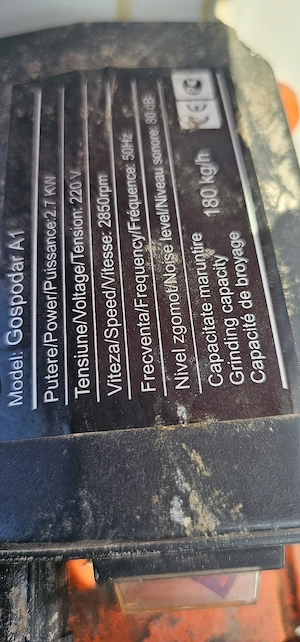 Model: Gospodar A1
Putere/Power/Puissance:2.7 KW
Tensiune/Voltage/Tension: 220 V
Viteza/Speed/Vitesse: 2850rpm
Frecventa/Frequency/Fréquence: 50Hz
Nivel zgomot/Noise level/Niveau sonore: 80 dB
Capacitate maruntire
Grinding capacity 180 kg/h
Capacité de broyage
CE